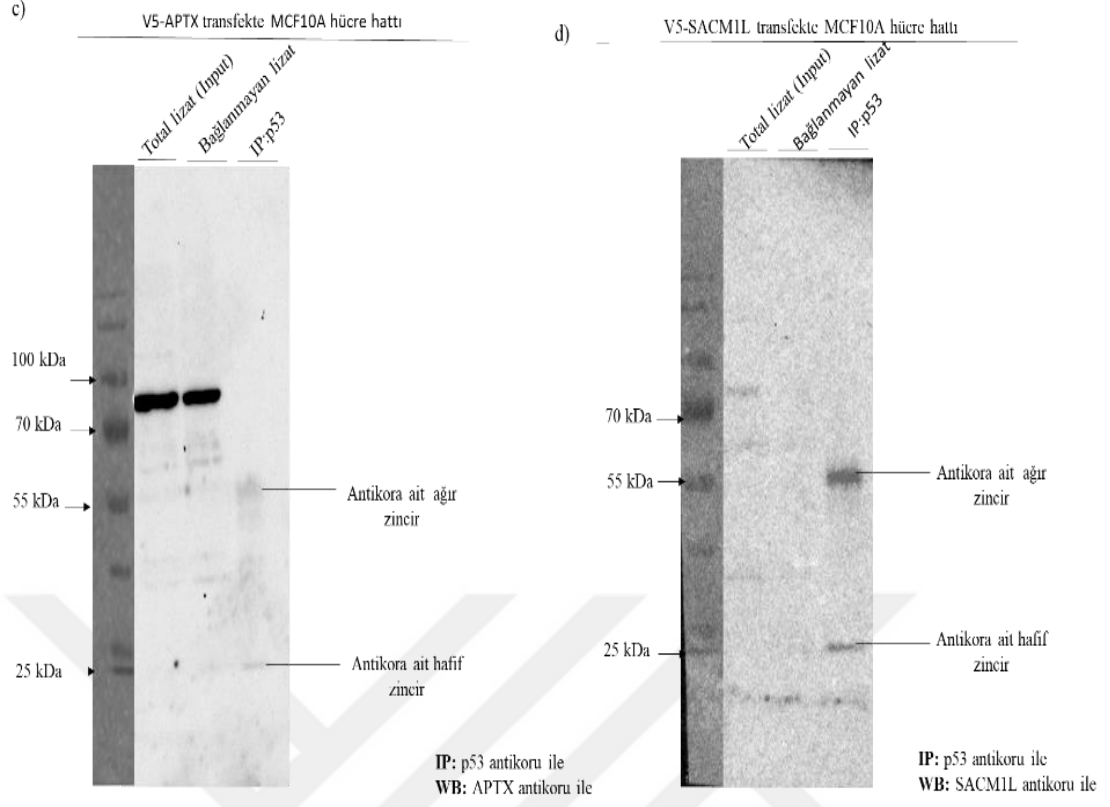 c)
V5-APTX transfekte MCF10A hücre hattı
Total lizat (Input)
Bağlanmayan lizat
IP:p53
100 kDa
70 kDa
55 kDa
25 kDa
Antikora ait ağır
zincir
Antikora ait hafif
zincir
IP: p53 antikoru ile
WB: APTX antikoru ile
d)
V5-SACM1L transfekte MCF10A hücre hattı
Total lizat (Input)
Bağlanmayan lizat
IP:p53
70 kDa
55 kDa
25 kDa
Antikora ait ağır
zincir
Antikora ait hafif
zincir
IP: p53 antikoru ile
WB: SACM1L antikoru ile